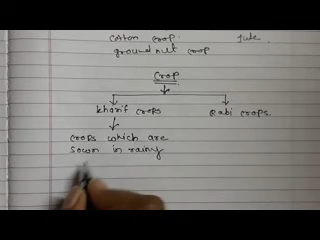 Cotton crop. Jute.
ground nut crop
Crop
kharif crops Rabi crops.
crops which are
sown in rainy